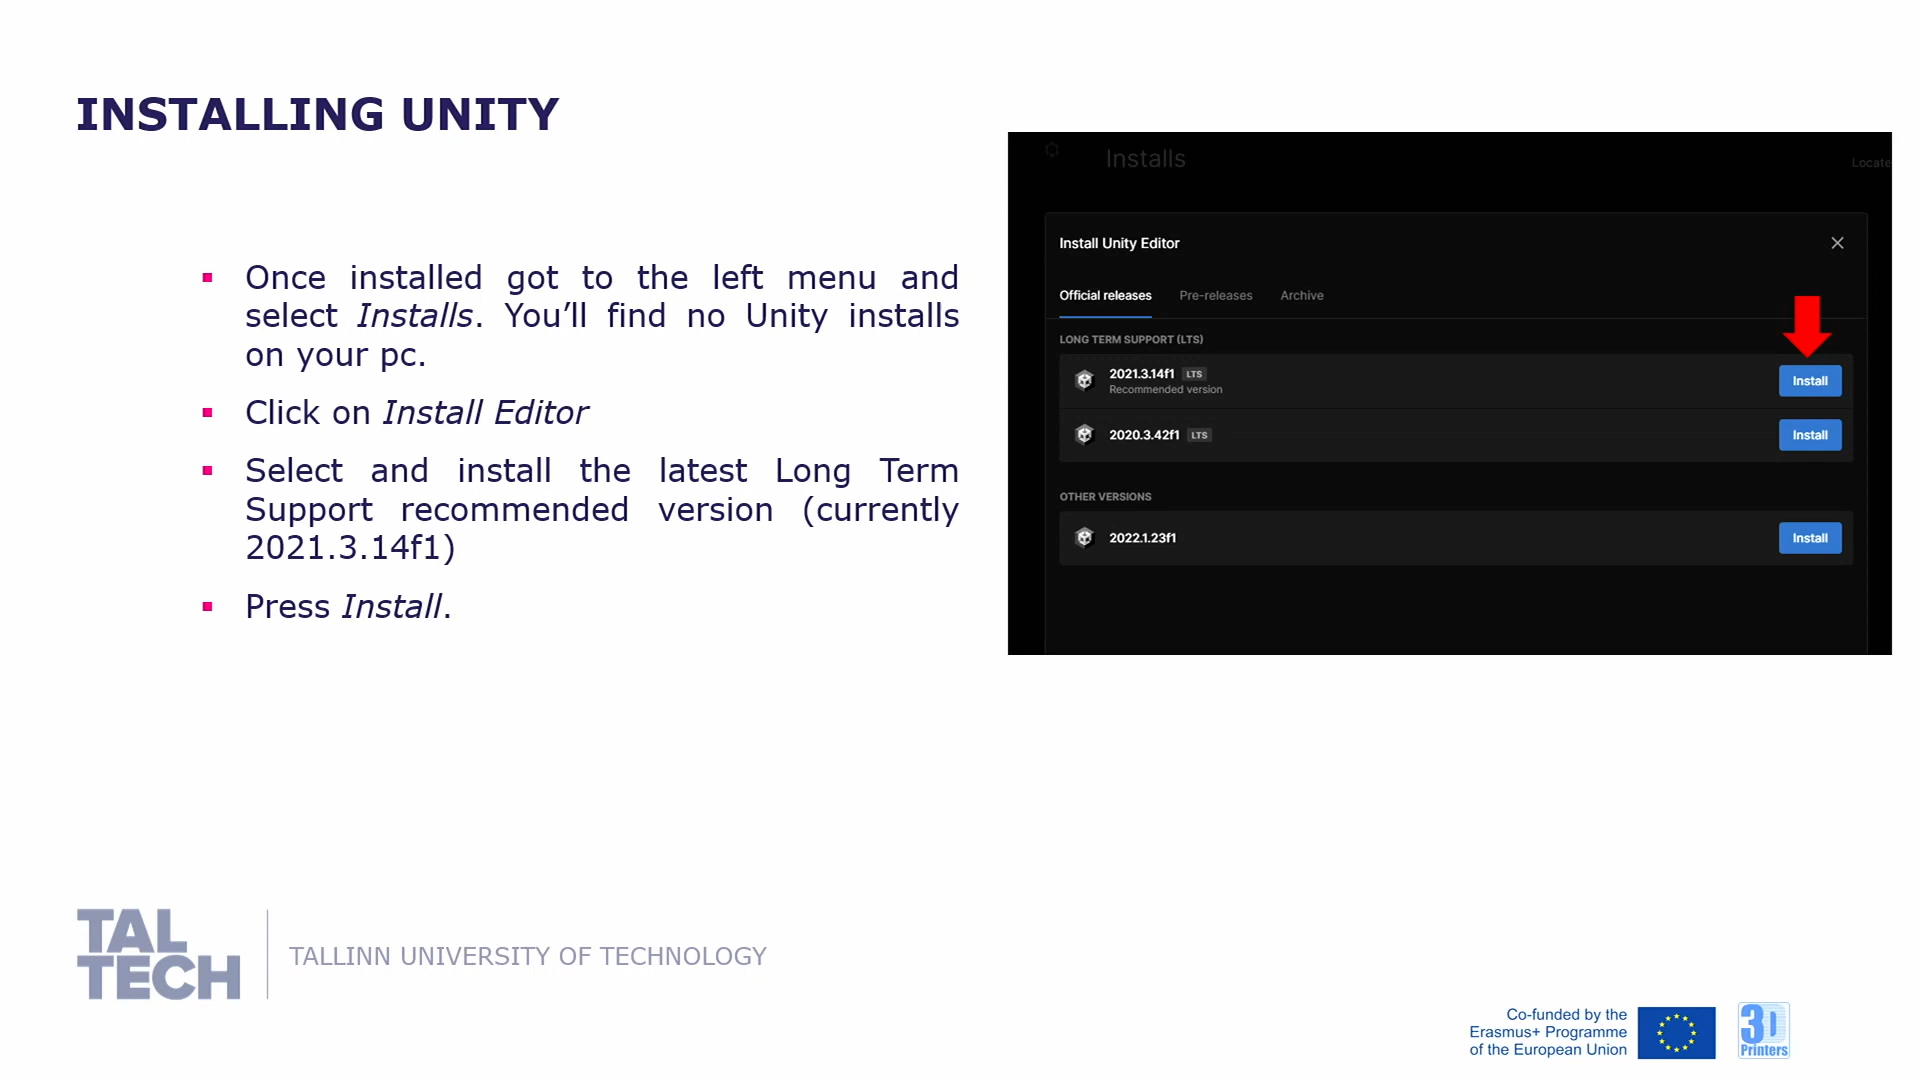 INSTALLING UNITY
Once installed got to the left menu and
select Installs. You’ll find no Unity installs
on your pc.
Click on Install Editor
Select and install the latest Long Term
Support recommended version (currently
2021.3.14f1)
Press Install.
Installs
Locate
Install Unity Editor
Official releases Pre-releases Archive
LONG TERM SUPPORT (LTS)
2021.3.14f1 LTS
Recommended version
Install
2020.3.42f1 LTS
Install
OTHER VERSIONS
2022.1.23f1
Install
TAL
TECH
TALLINN UNIVERSITY OF TECHNOLOGY
Co-funded by the
Erasmus+ Programme
of the European Union
3D
Printers